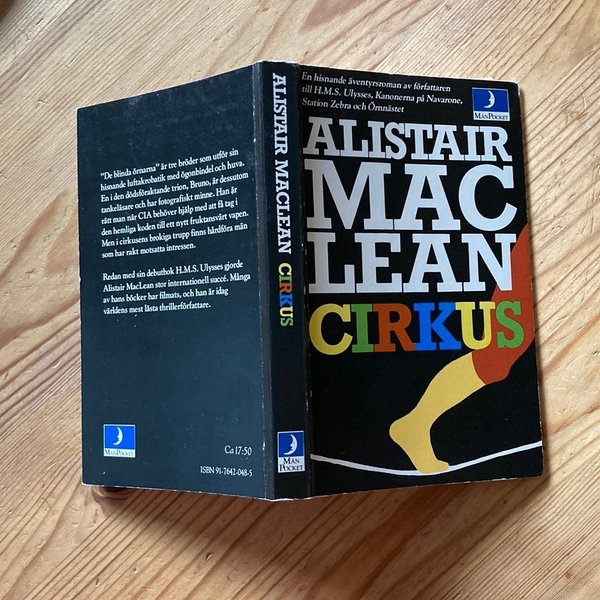 "De blinda örnarna" är tre bröder som utför sin
hisnande luftakrobatik med ögonbindel och huva.
En i den dödsföraktande trion, Bruno, är dessutom
tankeläsare och har fotografiskt minne. Han är
rätt man när CIA behöver hjälp med att få tag i
den hemliga koden till ett nytt fruktansvärt vapen.
Men i cirkusens brokiga trupp finns hårdföra män
som har rakt motsatta intressen.
Redan med sin debutbok H.M.S. Ulysses gjorde
Alistair MacLean stor internationell succé. Många
av hans böcker har filmats, och han är idag
världens mest lästa thrillerförfattare.
MÅNPOCKET
Ca 17:50
ISBN 91-7642-048-5
ALISTAIR MACLEAN CIRKUS
MÅN
POCKET
En hisnande äventyrsroman av författaren
till H.M.S. Ulysses, Kanonerna på Navarone,
Station Zebra och Örnnästet
MÅNPOCKET
ALISTAIR
MAC
LEAN
CIRKUS